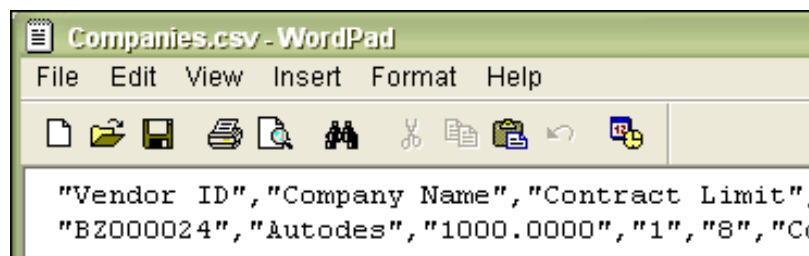 Companies.csv - WordPad
File Edit View Insert Format Help
"Vendor ID","Company Name","Contract Limit",
"BZ000024","Autodes","1000.0000","1","8","C